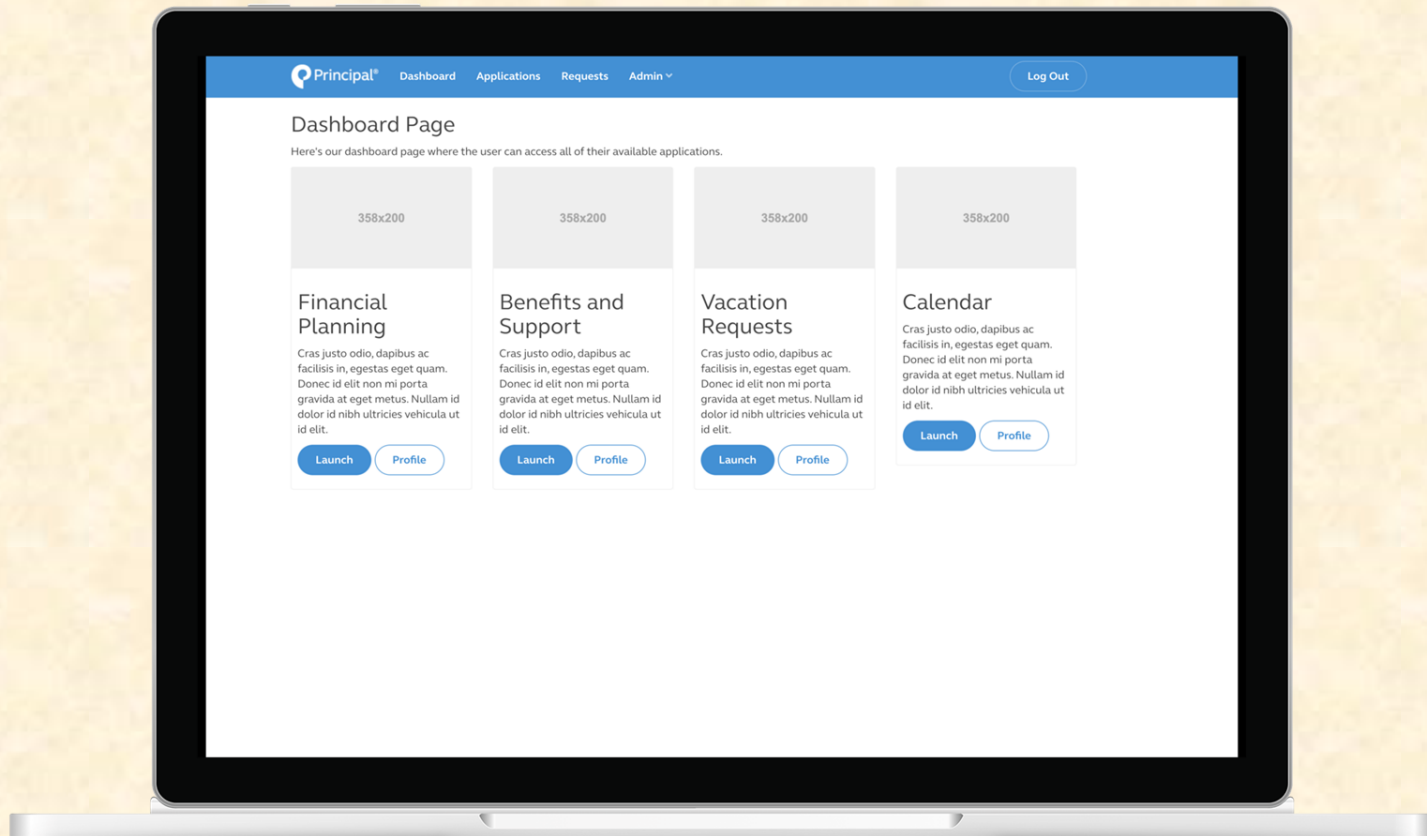 Principal®
Dashboard
Applications
Requests
Admin
Log Out
Dashboard Page
Here's our dashboard page where the user can access all of their available applications.
358x200
Financial
Planning
Cras justo odio, dapibus ac
facilisis in, egestas eget quam.
Donec id elit non mi porta
gravida at eget metus. Nullam id
dolor id nibh ultricies vehicula ut
id elit.
Launch
Profile
358x200
Benefits and
Support
Cras justo odio, dapibus ac
facilisis in, egestas eget quam.
Donec id elit non mi porta
gravida at eget metus. Nullam id
dolor id nibh ultricies vehicula ut
id elit.
Launch
Profile
358x200
Vacation
Requests
Cras justo odio, dapibus ac
facilisis in, egestas eget quam.
Donec id elit non mi porta
gravida at eget metus. Nullam id
dolor id nibh ultricies vehicula ut
id elit.
Launch
Profile
358x200
Calendar
Cras justo odio, dapibus ac
facilisis in, egestas eget quam.
Donec id elit non mi porta
gravida at eget metus. Nullam id
dolor id nibh ultricies vehicula ut
id elit.
Launch
Profile